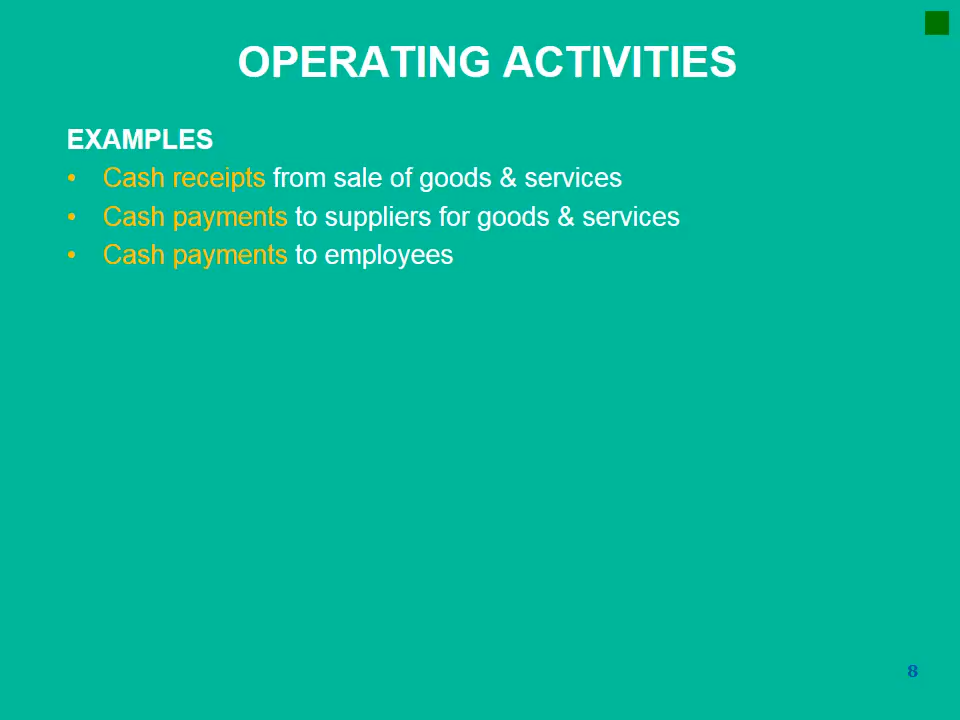 OPERATING ACTIVITIES
EXAMPLES
• Cash receipts from sale of goods & services
• Cash payments to suppliers for goods & services
• Cash payments to employees
8